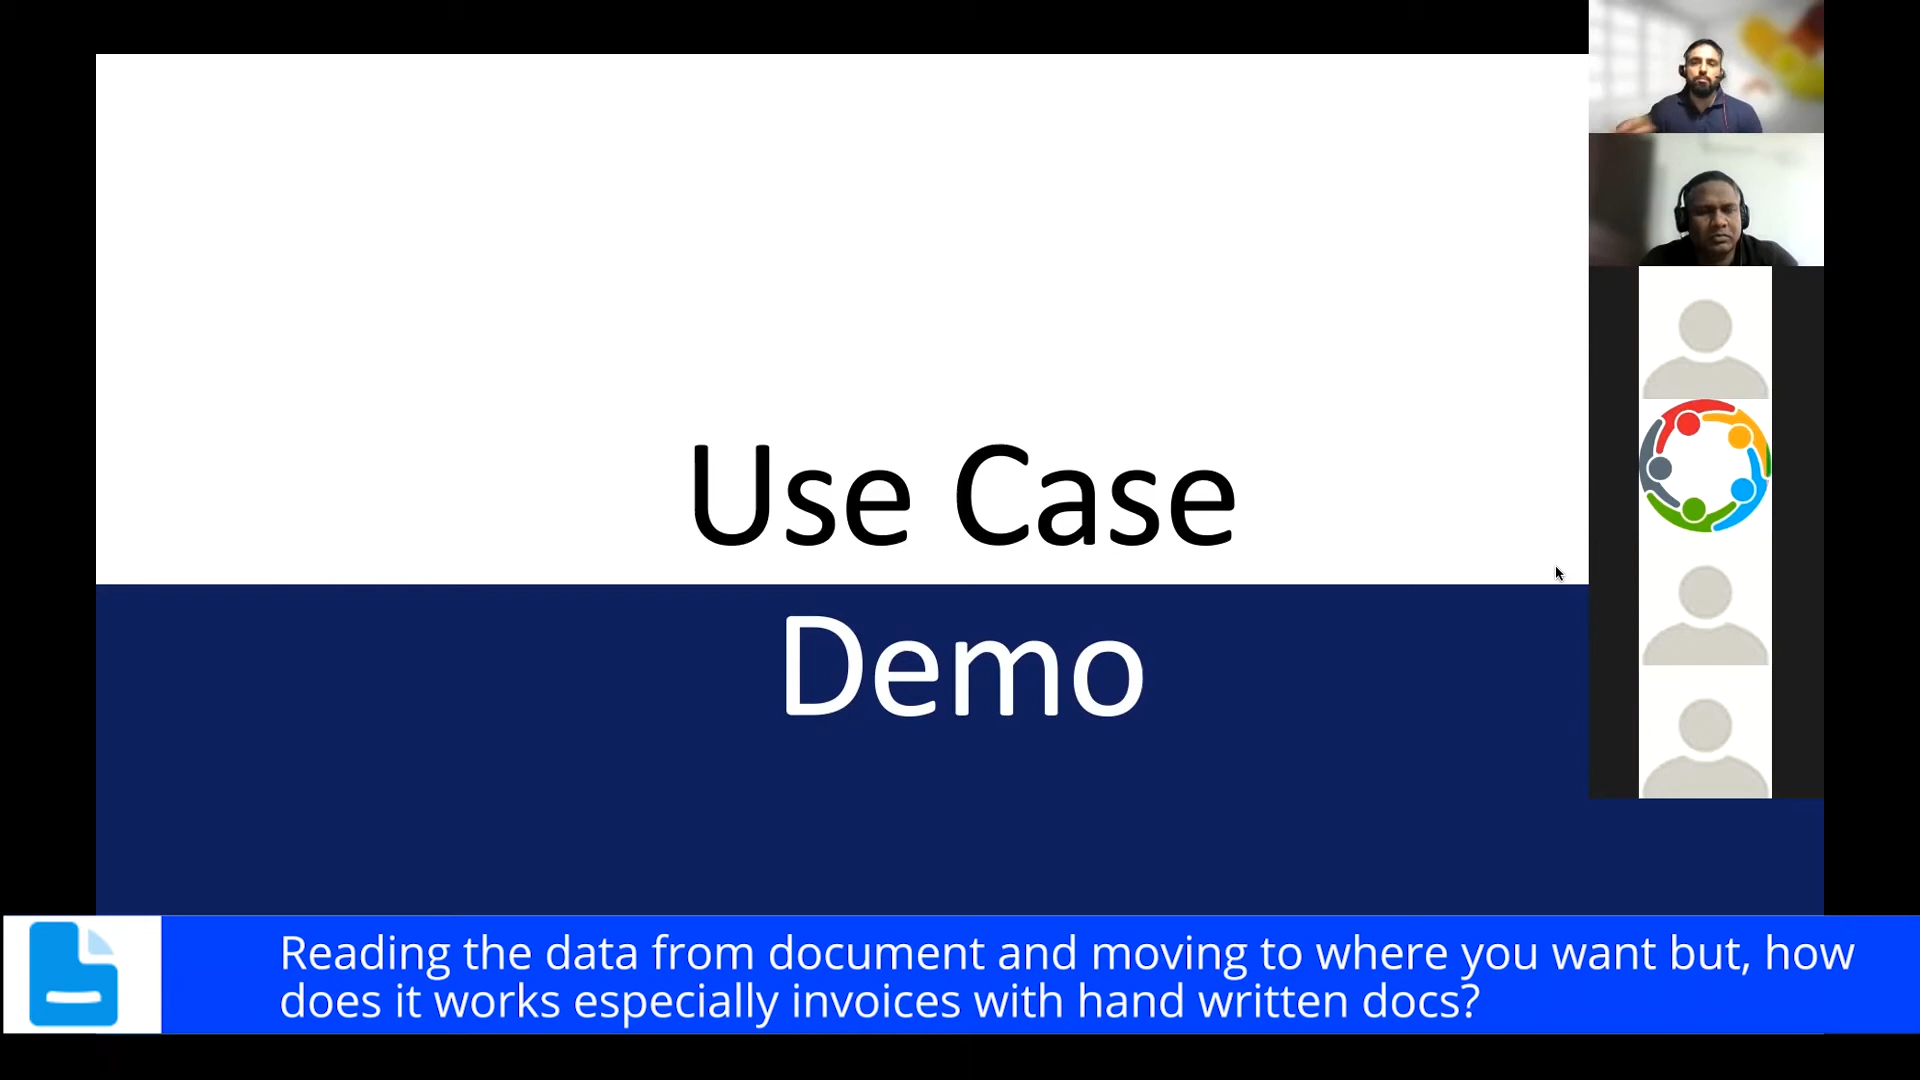 Use Case
Demo
Reading the data from document and moving to where you want but, how
does it works especially invoices with hand written docs?